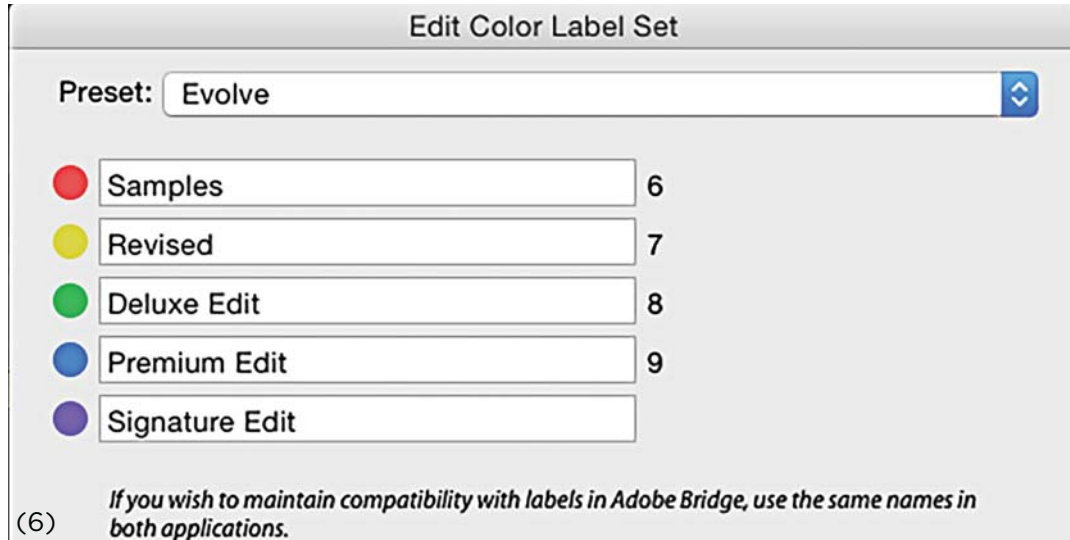 Edit Color Label Set
Preset: Evolve
Samples 6
Revised 7
Deluxe Edit 8
Premium Edit 9
Signature Edit
If you wish to maintain compatibility with labels in Adobe Bridge, use the same names in
both applications.
(6)